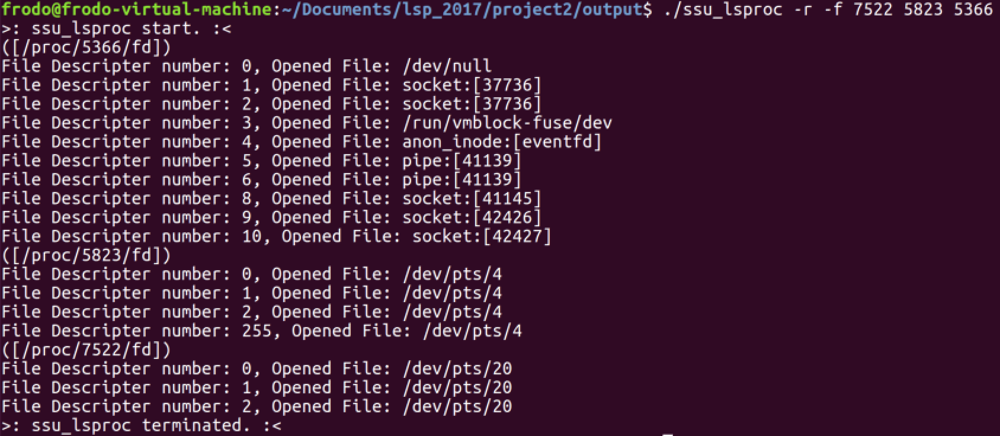 frodo@frodo-virtual-machine:~/Documents/lsp_2017/project2/output$ ./ssu_lsproc -r -f 7522 5823 5366
>: ssu_lsproc start. :<
([/proc/5366/fd])
File Descripter number: 0, Opened File: /dev/null
File Descripter number: 1, Opened File: socket:[37736]
File Descripter number: 2, Opened File: socket:[37736]
File Descripter number: 3, Opened File: /run/vmblock-fuse/dev
File Descripter number: 4, Opened File: anon_inode:[eventfd]
File Descripter number: 5, Opened File: pipe:[41139]
File Descripter number: 6, Opened File: pipe:[41139]
File Descripter number: 8, Opened File: socket:[41145]
File Descripter number: 9, Opened File: socket:[42426]
File Descripter number: 10, Opened File: socket:[42427]
([/proc/5823/fd])
File Descripter number: 0, Opened File: /dev/pts/4
File Descripter number: 1, Opened File: /dev/pts/4
File Descripter number: 2, Opened File: /dev/pts/4
File Descripter number: 255, Opened File: /dev/pts/4
([/proc/7522/fd])
File Descripter number: 0, Opened File: /dev/pts/20
File Descripter number: 1, Opened File: /dev/pts/20
File Descripter number: 2, Opened File: /dev/pts/20
>: ssu_lsproc terminated. :<